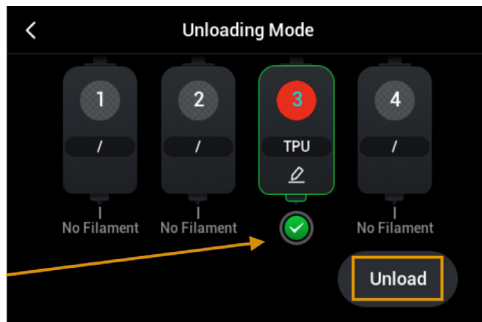 Unloading Mode
1 2 3 4
/ / TPU /
No Filament No Filament No Filament
Unload